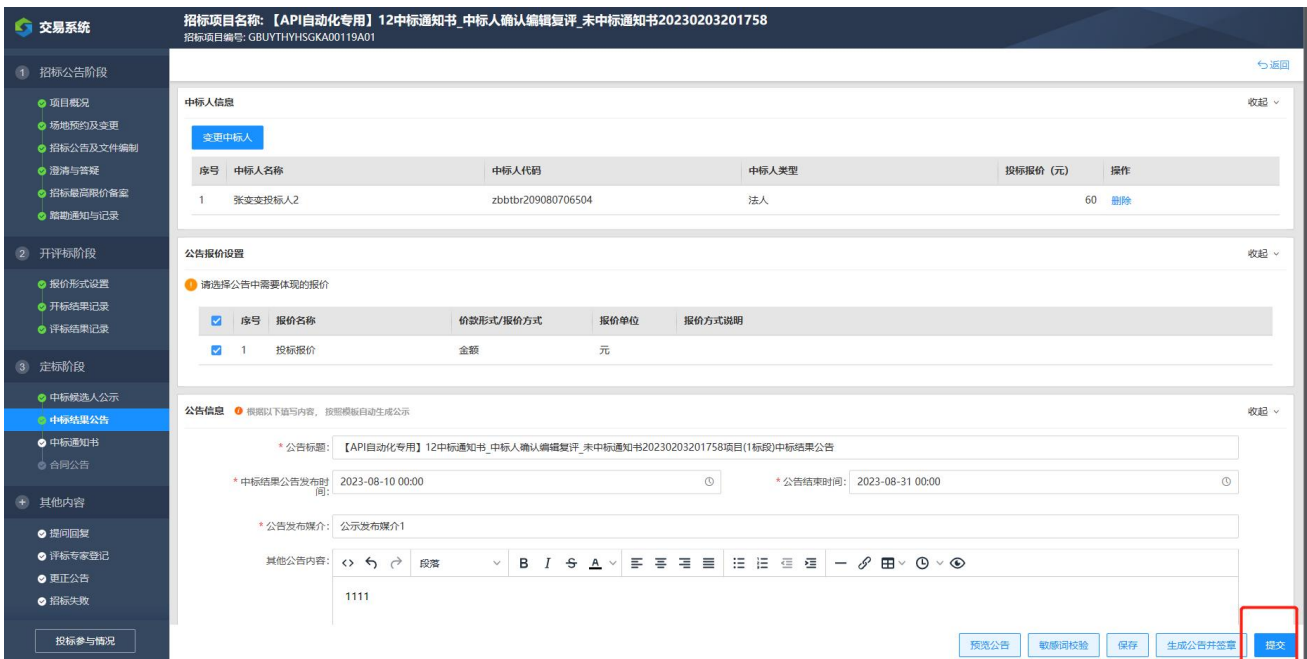 交易系统
招标项目名称: 【API自动化专用】12中标通知书_中标人确认编辑复评_未中标通知书20230203201758
招标项目编号: GBUYTHYHSGKA00119A01
1 招标公告阶段
项目概况
场地预约及变更
招标公告及文件编制
澄清与答疑
招标最高限价备案
踏勘通知与记录
2 开评标阶段
报价形式设置
开标结果记录
评标结果记录
3 定标阶段
中标候选人公示
中标结果公告
中标通知书
合同公告
+ 其他内容
提问回复
评标专家登记
更正公告
招标失败
投标参与情况
返回
中标人信息 收起
变更中标人
序号 中标人名称 中标人代码 中标人类型 投标报价（元） 操作
1 张变变投标人2 zbbtbr209080706504 法人 60 删除
公告报价设置 收起
请选择公告中需要体现的报价
序号 报价名称 价款形式/报价方式 报价单位 报价方式说明
1 投标报价 金额 元
公告信息 根据以下填写内容，按照模板自动生成公示 收起
* 公告标题: 【API自动化专用】12中标通知书_中标人确认编辑复评_未中标通知书20230203201758项目(1标段)中标结果公告
* 中标结果公告发布时间: 2023-08-10 00:00 * 公告结束时间: 2023-08-31 00:00
* 公告发布媒介: 公示发布媒介1
其他公告内容: 段落 B I S A
1111
预览公告 敏感词校验 保存 生成公告并签章 提交